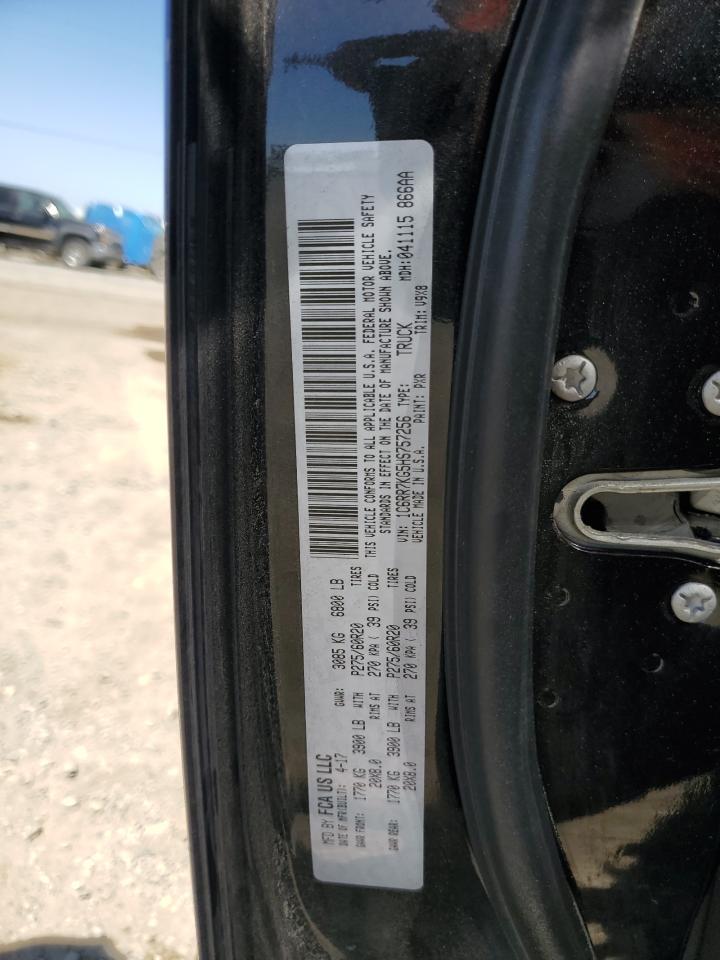 MFD BY FCA US LLC
DATE OF MFR(BUILT): 4-17 GVWR: 3085 KG 6800 LB
GAWR FRONT: 1770 KG 3900 LB WITH P275/60R20 TIRES
20X8.0 RIMS AT 270 KPA ( 39 PSI) COLD
GAWR REAR: 1770 KG 3900 LB WITH P275/60R20 TIRES
20X8.0 RIMS AT 270 KPA ( 39 PSI) COLD
THIS VEHICLE CONFORMS TO ALL APPLICABLE U.S.A. FEDERAL MOTOR VEHICLE SAFETY
STANDARDS IN EFFECT ON THE DATE OF MANUFACTURE SHOWN ABOVE.
VIN: 1C6RR7KG5HS757256 TYPE: TRUCK MDH:041115 866AA
VEHICLE MADE IN U.S.A. PAINT: PXR TRIM: V9X8